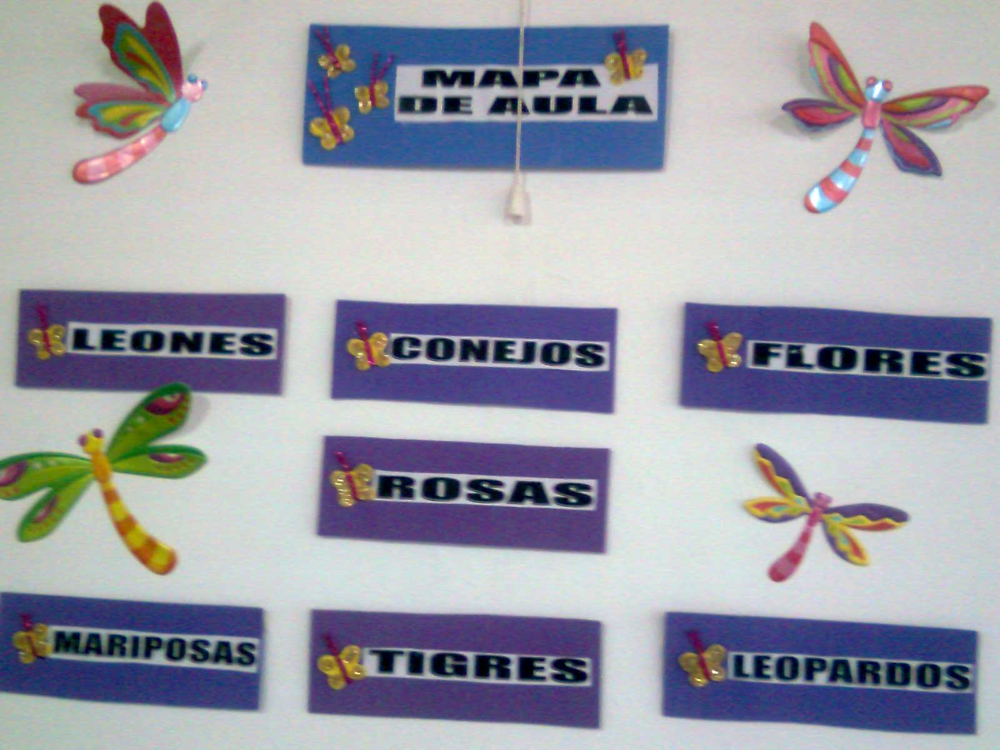 MAPA
DE AULA
LEONES
CONEJOS
FLORES
ROSAS
MARIPOSAS
TIGRES
LEOPARDOS